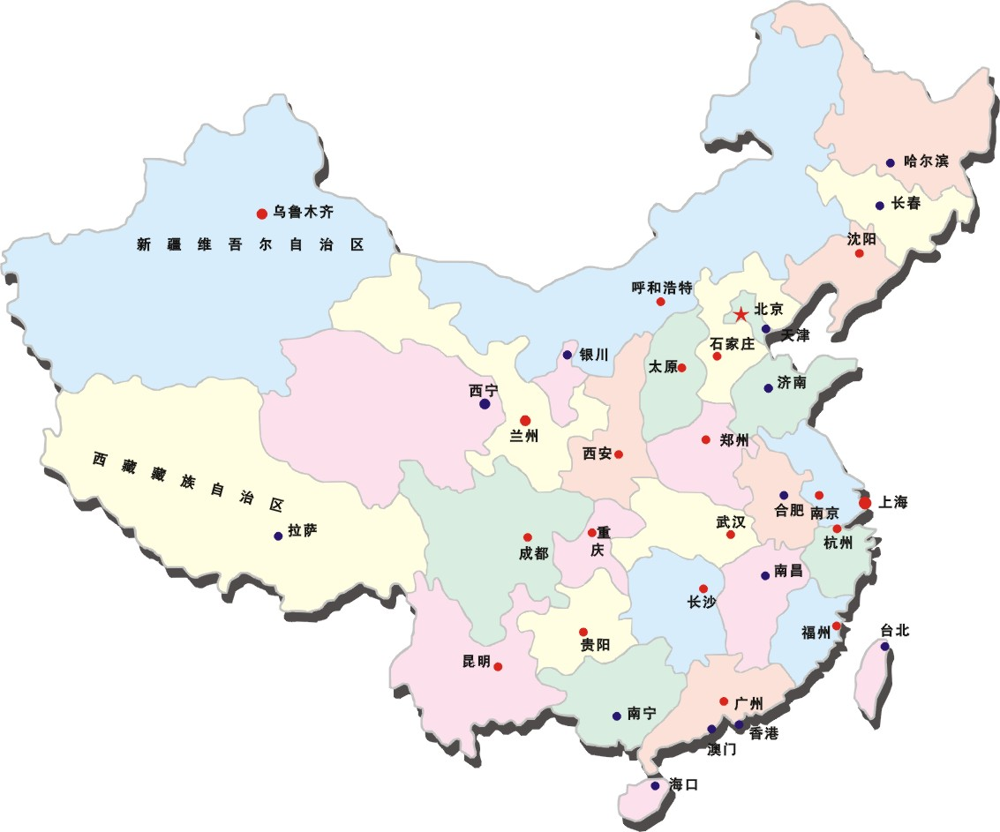 哈尔滨
长春
乌鲁木齐
新疆维吾尔自治区
沈阳
呼和浩特
北京
天津
石家庄
银川
太原
济南
西宁
兰州
郑州
西安
西藏藏族自治区
上海
合肥
南京
武汉
拉萨
重
庆
杭州
成都
南昌
长沙
福州
台北
贵阳
昆明
广州
南宁
香港
澳门
海口